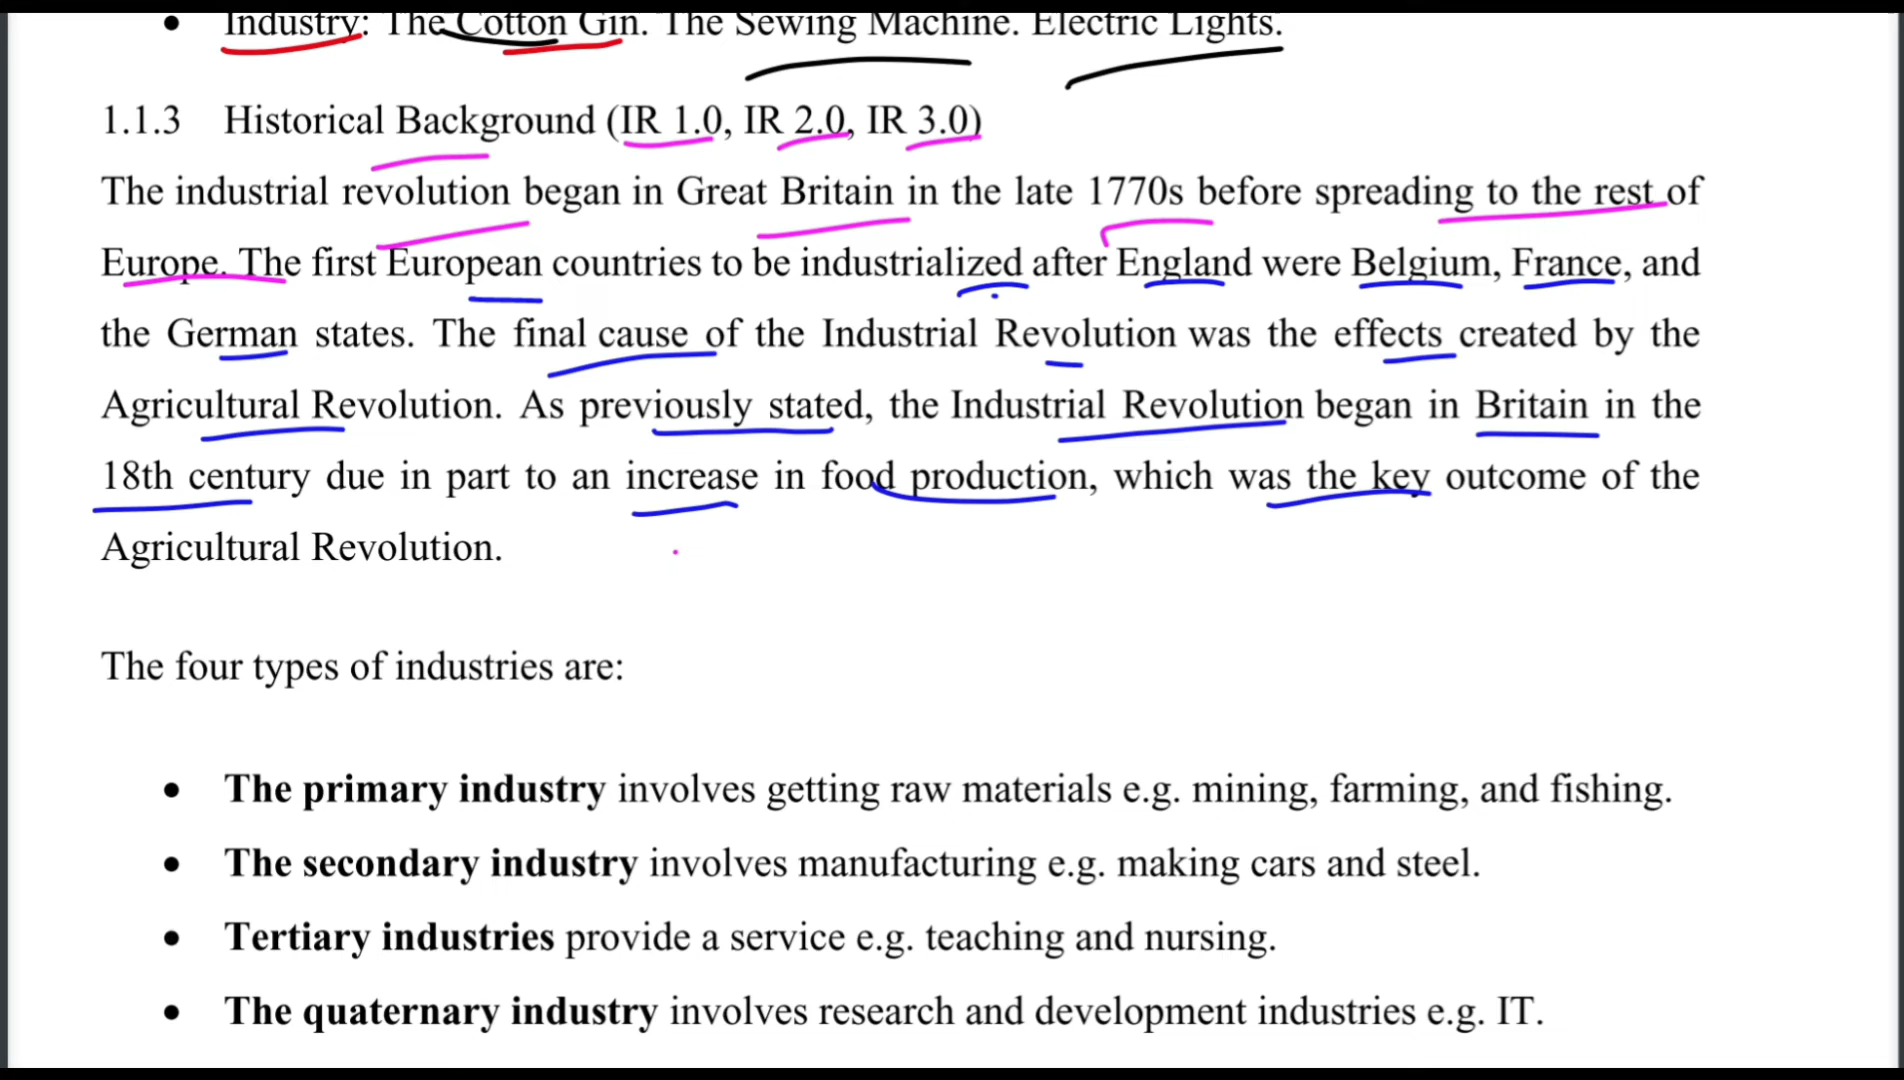 • Industry: The Cotton Gin. The Sewing Machine. Electric Lights.
1.1.3 Historical Background (IR 1.0, IR 2.0, IR 3.0)
The industrial revolution began in Great Britain in the late 1770s before spreading to the rest of
Europe. The first European countries to be industrialized after England were Belgium, France, and
the German states. The final cause of the Industrial Revolution was the effects created by the
Agricultural Revolution. As previously stated, the Industrial Revolution began in Britain in the
18th century due in part to an increase in food production, which was the key outcome of the
Agricultural Revolution.
The four types of industries are:
• The primary industry involves getting raw materials e.g. mining, farming, and fishing.
• The secondary industry involves manufacturing e.g. making cars and steel.
• Tertiary industries provide a service e.g. teaching and nursing.
• The quaternary industry involves research and development industries e.g. IT.